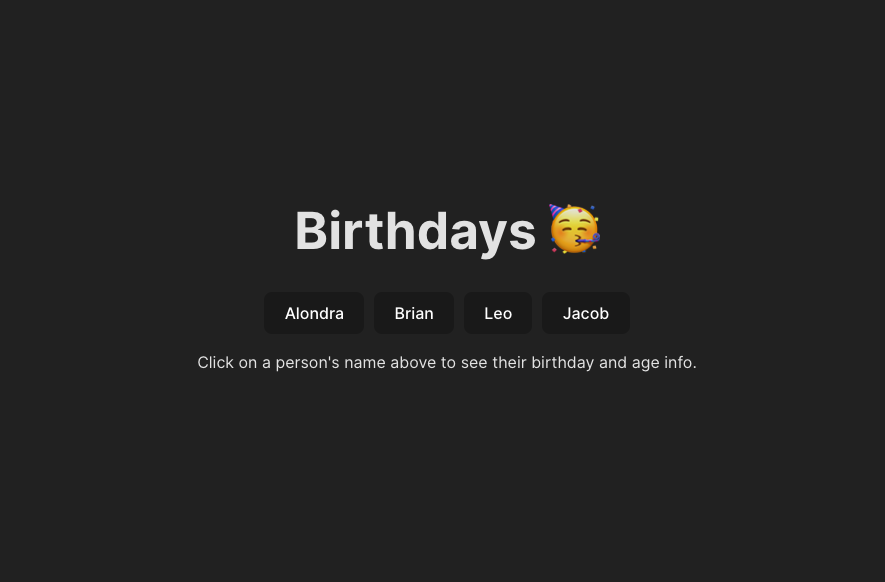 Birthdays 🥳
Alondra Brian Leo Jacob
Click on a person's name above to see their birthday and age info.